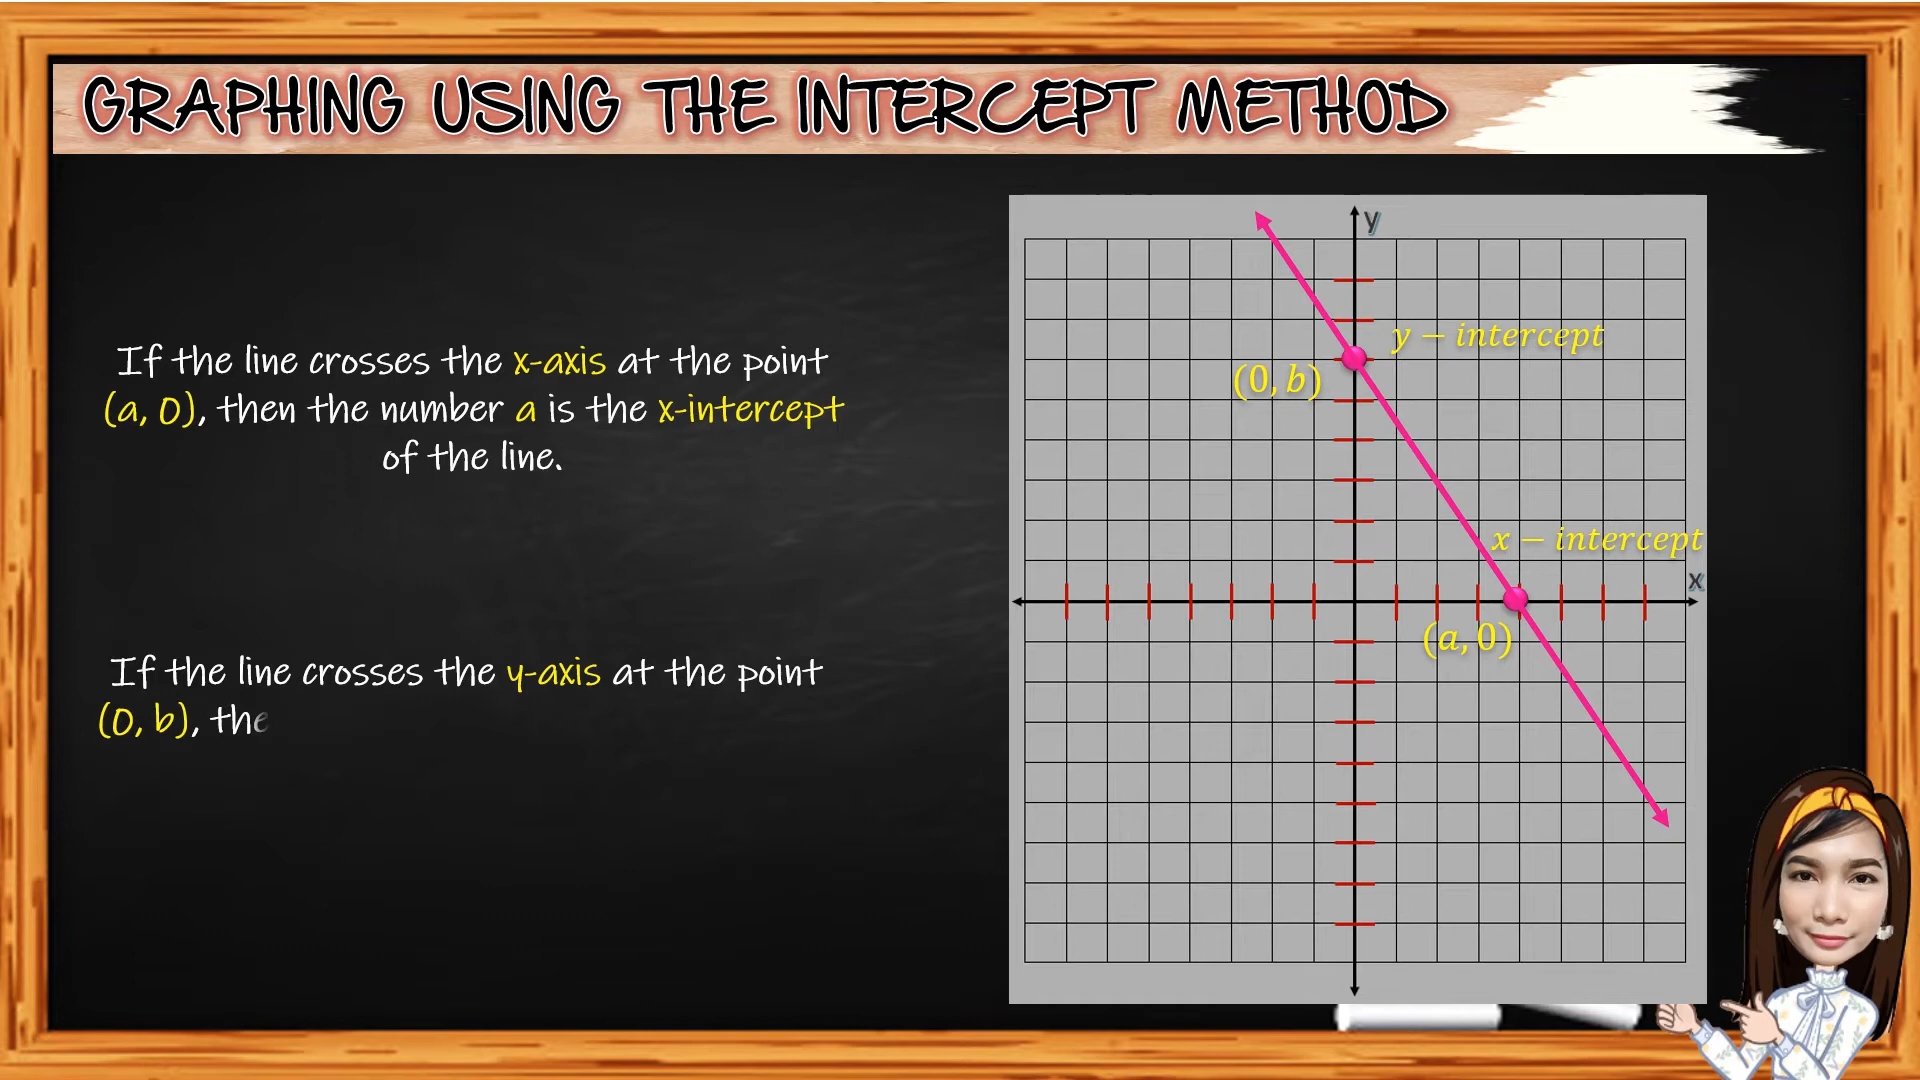 GRAPHING USING THE INTERCEPT METHOD
If the line crosses the x-axis at the point
(a, 0), then the number a is the x-intercept
of the line.
If the line crosses the y-axis at the point
(0, b), the
y
y − intercept
(0, b)
x − intercept
x
(a, 0)